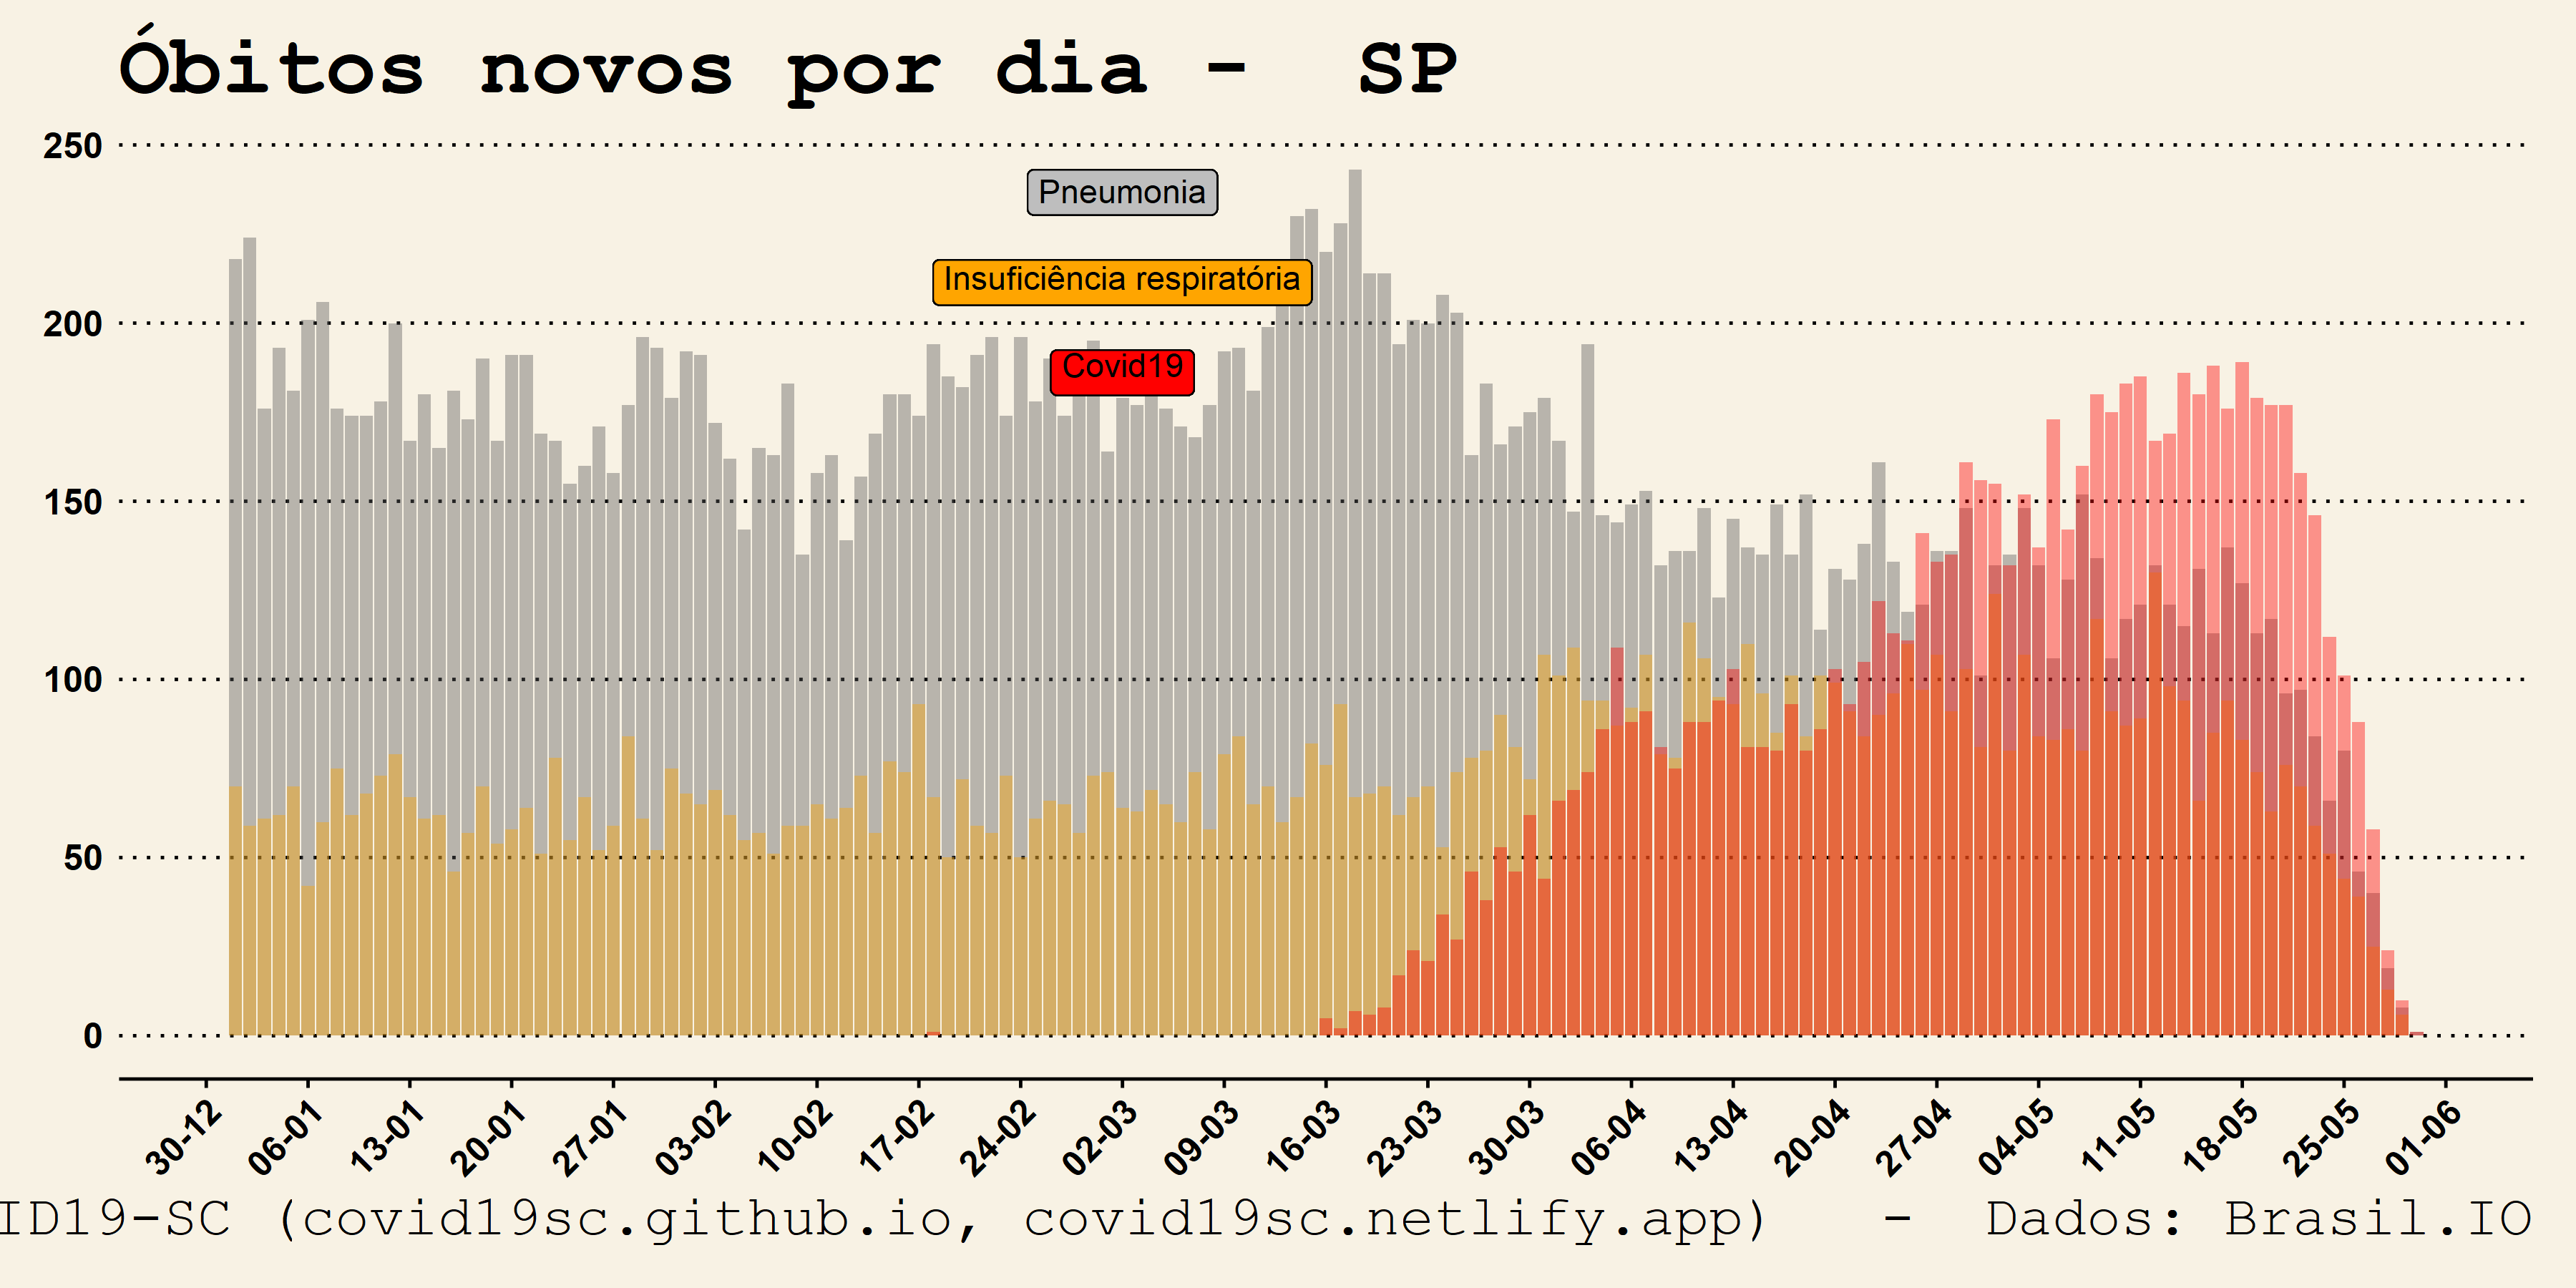 Óbitos novos por dia - SP
250
Pneumonia
Insuficiência respiratória
200
Covid19
150
100
50
0
30-12 06-01 13-01 20-01 27-01 03-02 10-02 17-02 24-02 02-03 09-03 16-03 23-03 30-03 06-04 13-04 20-04 27-04 04-05 11-05 18-05 25-05 01-06
ID19-SC (covid19sc.github.io, covid19sc.netlify.app) - Dados: Brasil.IO